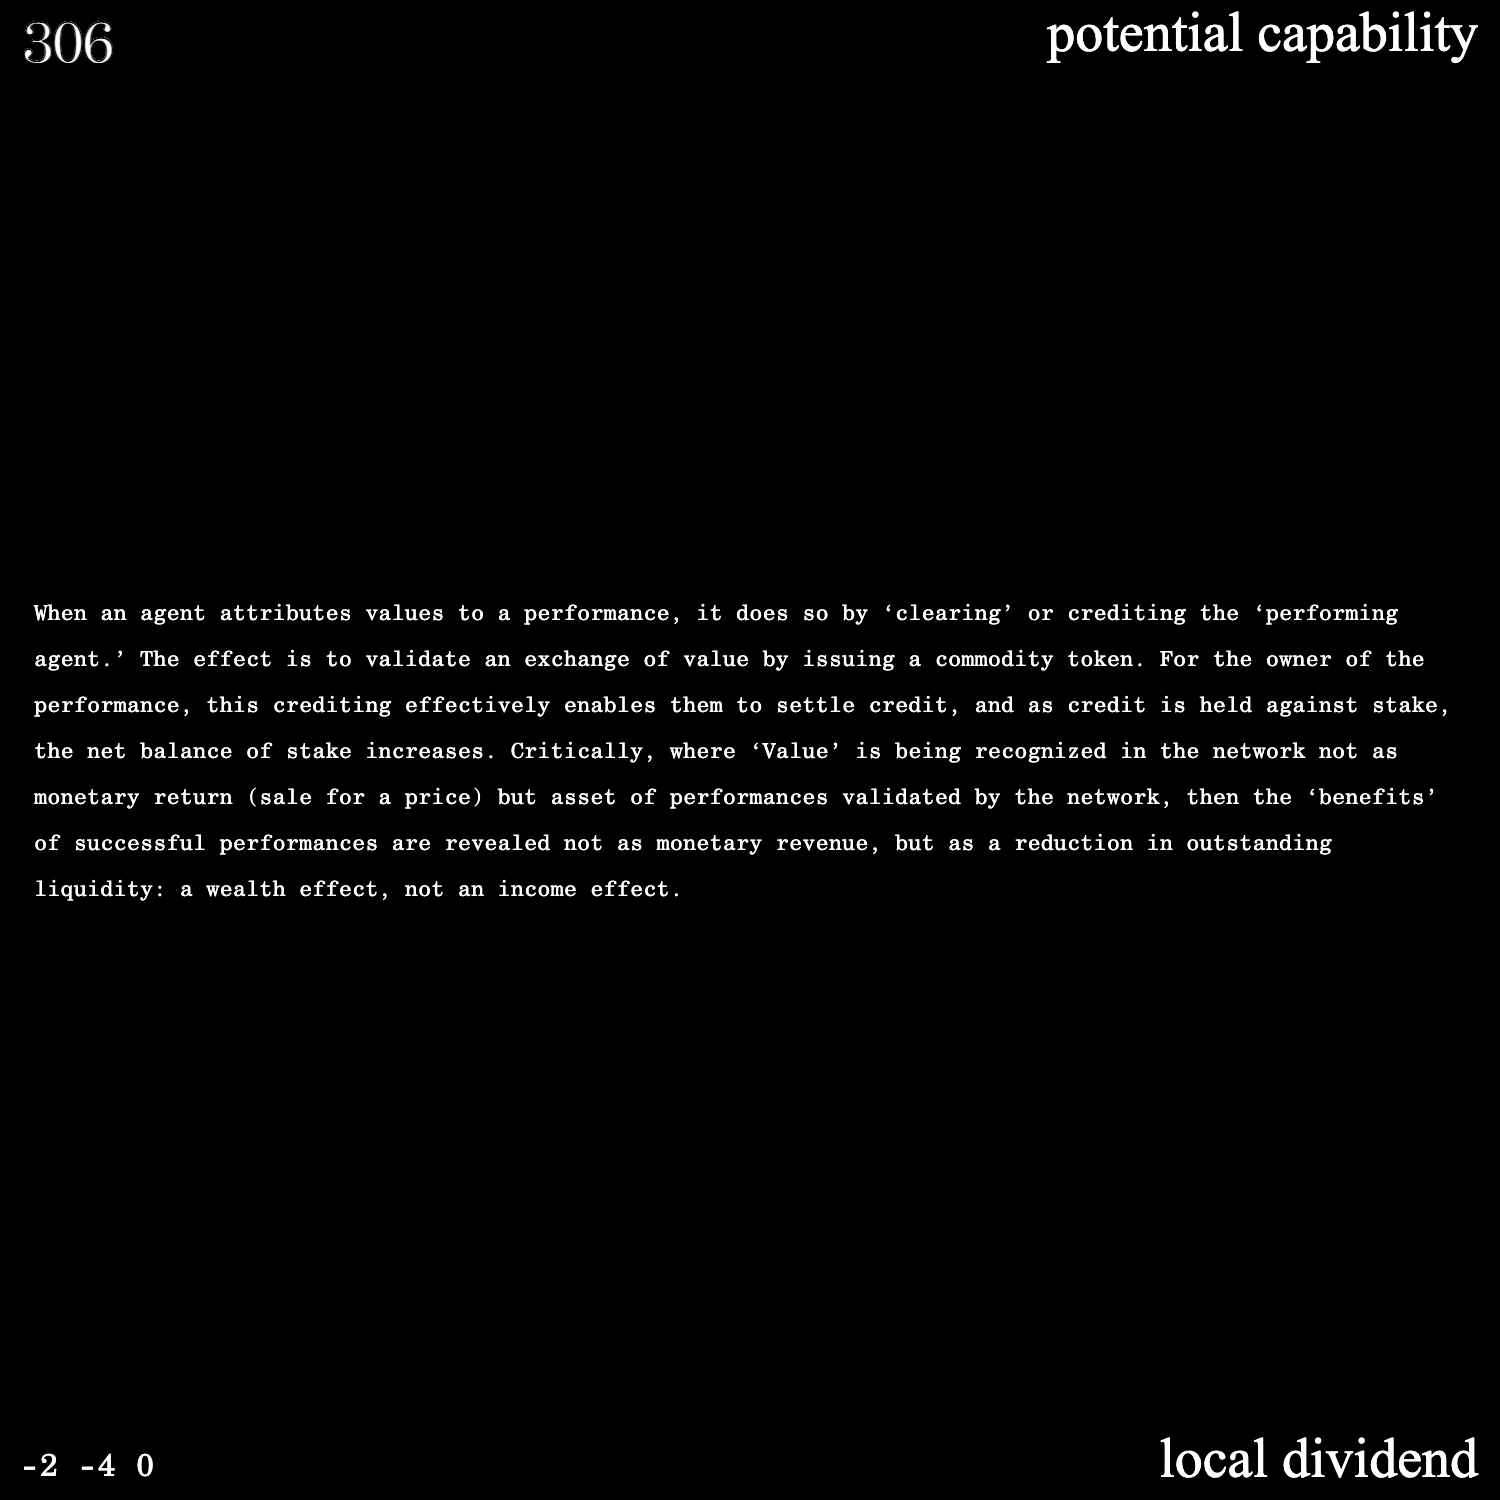 306
potential capability
When an agent attributes values to a performance, it does so by ‘clearing’ or crediting the ‘performing
agent.’ The effect is to validate an exchange of value by issuing a commodity token. For the owner of the
performance, this crediting effectively enables them to settle credit, and as credit is held against stake,
the net balance of stake increases. Critically, where ‘Value’ is being recognized in the network not as
monetary return (sale for a price) but asset of performances validated by the network, then the ‘benefits’
of successful performances are revealed not as monetary revenue, but as a reduction in outstanding
liquidity: a wealth effect, not an income effect.
-2 -4 0
local dividend